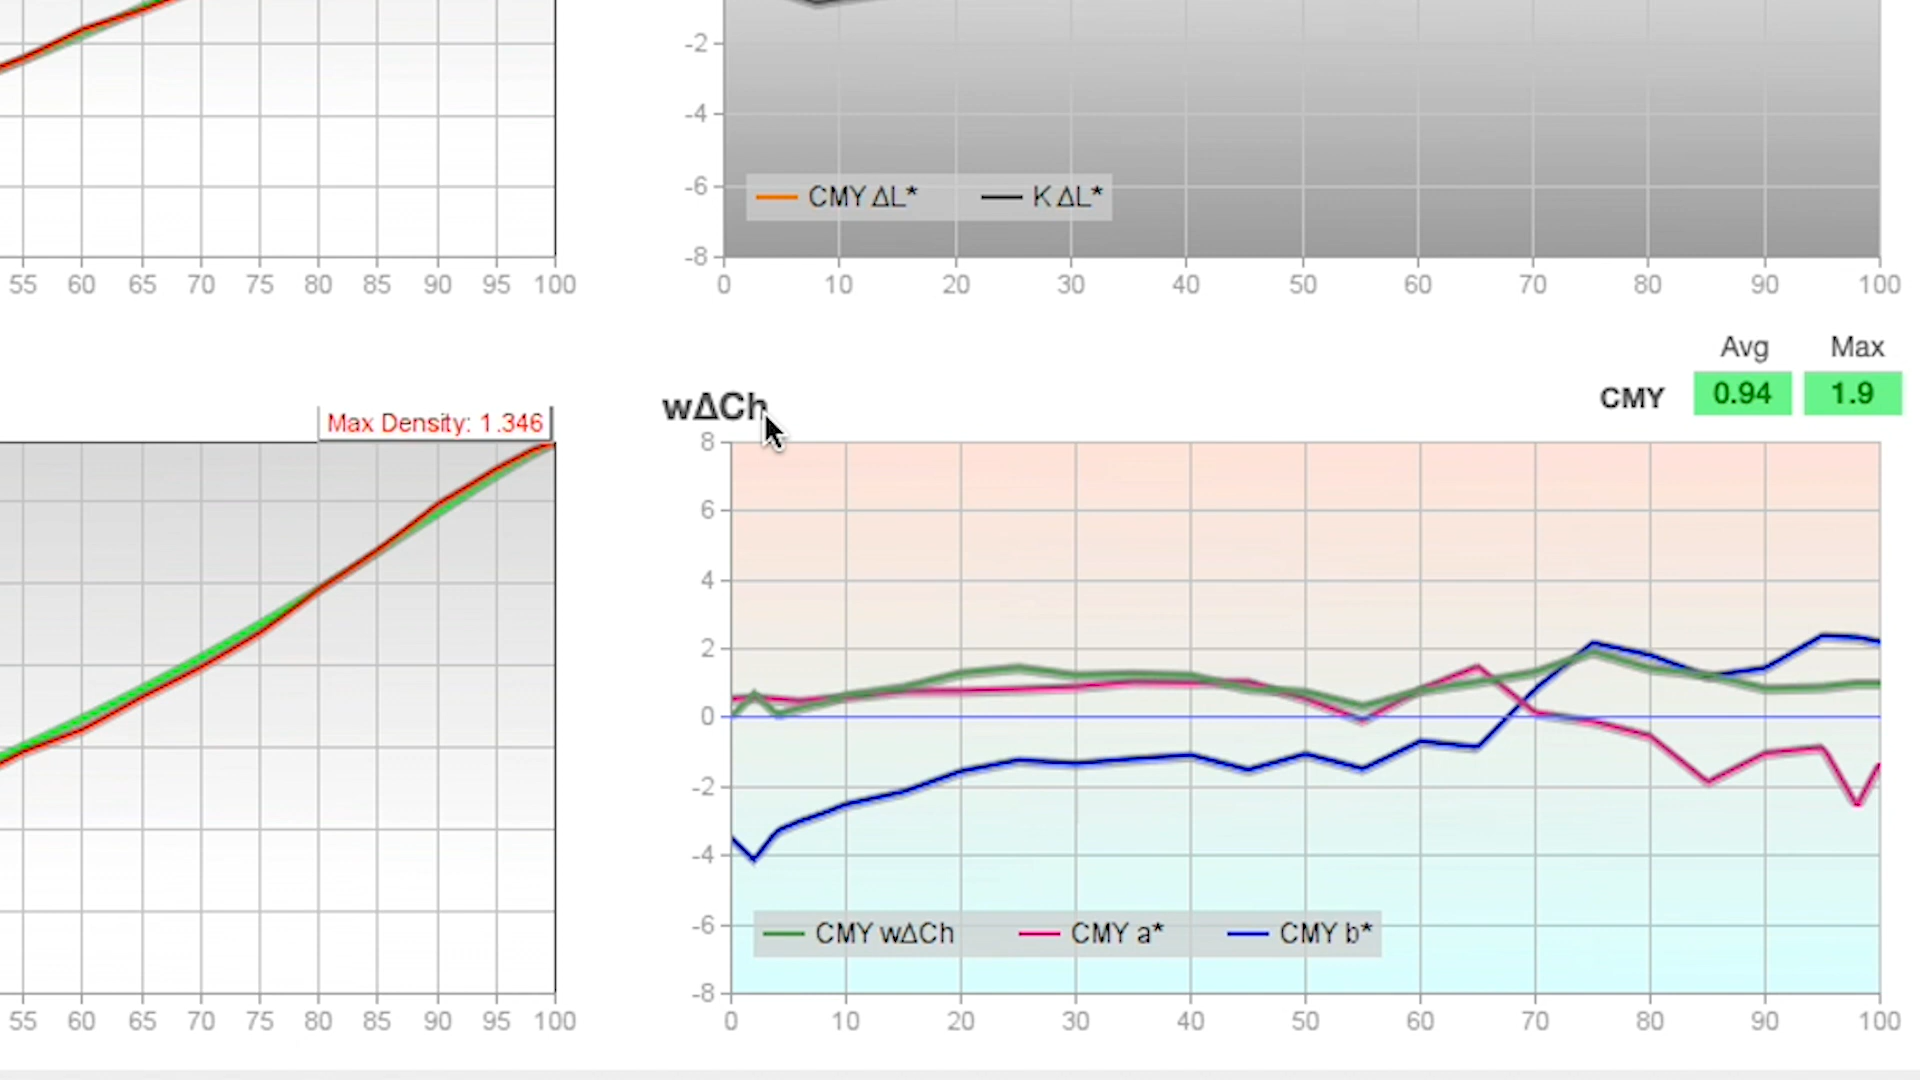 -2
-4
-6
-8
CMY ΔL* K ΔL*
55 60 65 70 75 80 85 90 95 100
0 10 20 30 40 50 60 70 80 90 100
Avg Max
CMY 0.94 1.9
wΔCh
Max Density: 1.346
8
6
4
2
0
-2
-4
-6
-8
CMY wΔCh CMY a* CMY b*
55 60 65 70 75 80 85 90 95 100
0 10 20 30 40 50 60 70 80 90 100